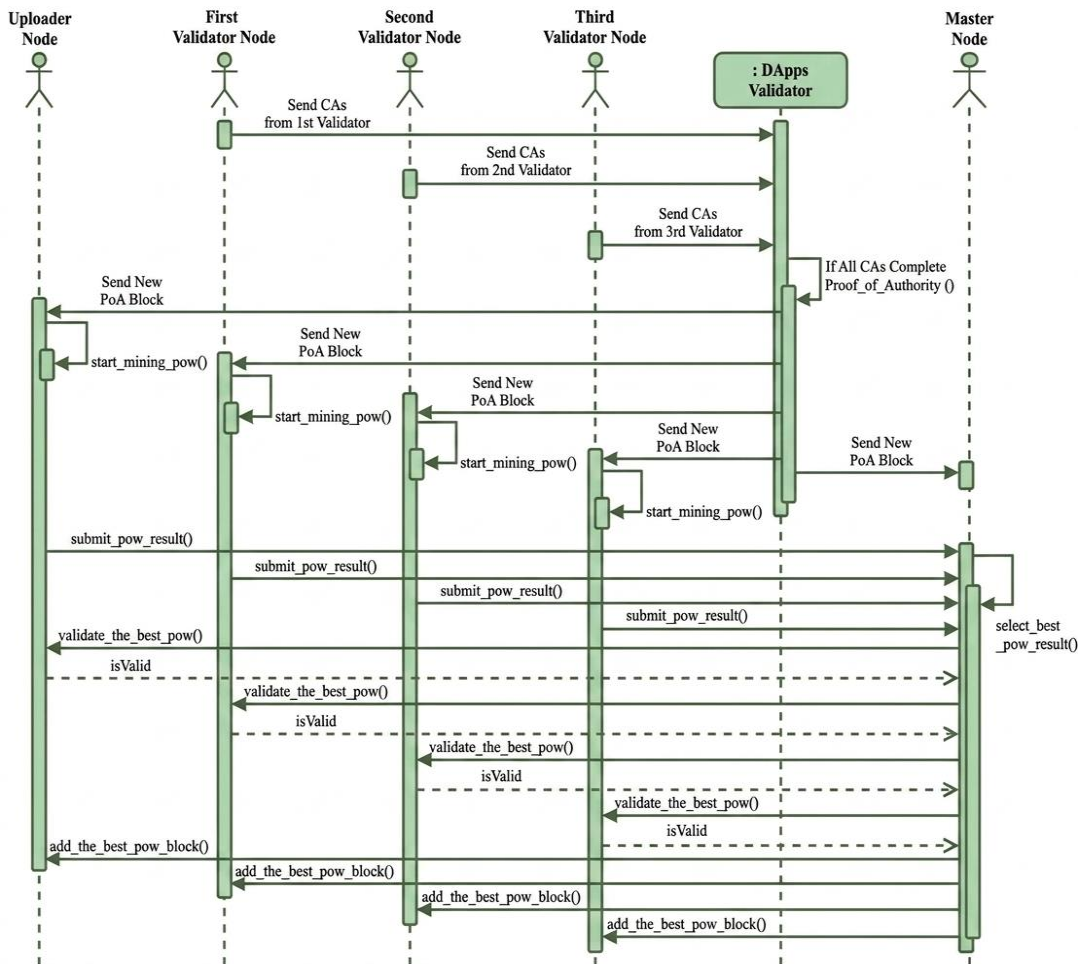 Uploader
Node
First
Validator Node
Second
Validator Node
Third
Validator Node
: DApps
Validator
Master
Node
Send CAs
from 1st Validator
Send CAs
from 2nd Validator
Send CAs
from 3rd Validator
If All CAs Complete
Proof_of_Authority ()
Send New
PoA Block
start_mining_pow()
Send New
PoA Block
start_mining_pow()
Send New
PoA Block
start_mining_pow()
Send New
PoA Block
Send New
PoA Block
start_mining_pow()
submit_pow_result()
submit_pow_result()
submit_pow_result()
submit_pow_result()
select_best
_pow_result()
validate_the_best_pow()
isValid
validate_the_best_pow()
isValid
validate_the_best_pow()
isValid
validate_the_best_pow()
isValid
add_the_best_pow_block()
add_the_best_pow_block()
add_the_best_pow_block()
add_the_best_pow_block()